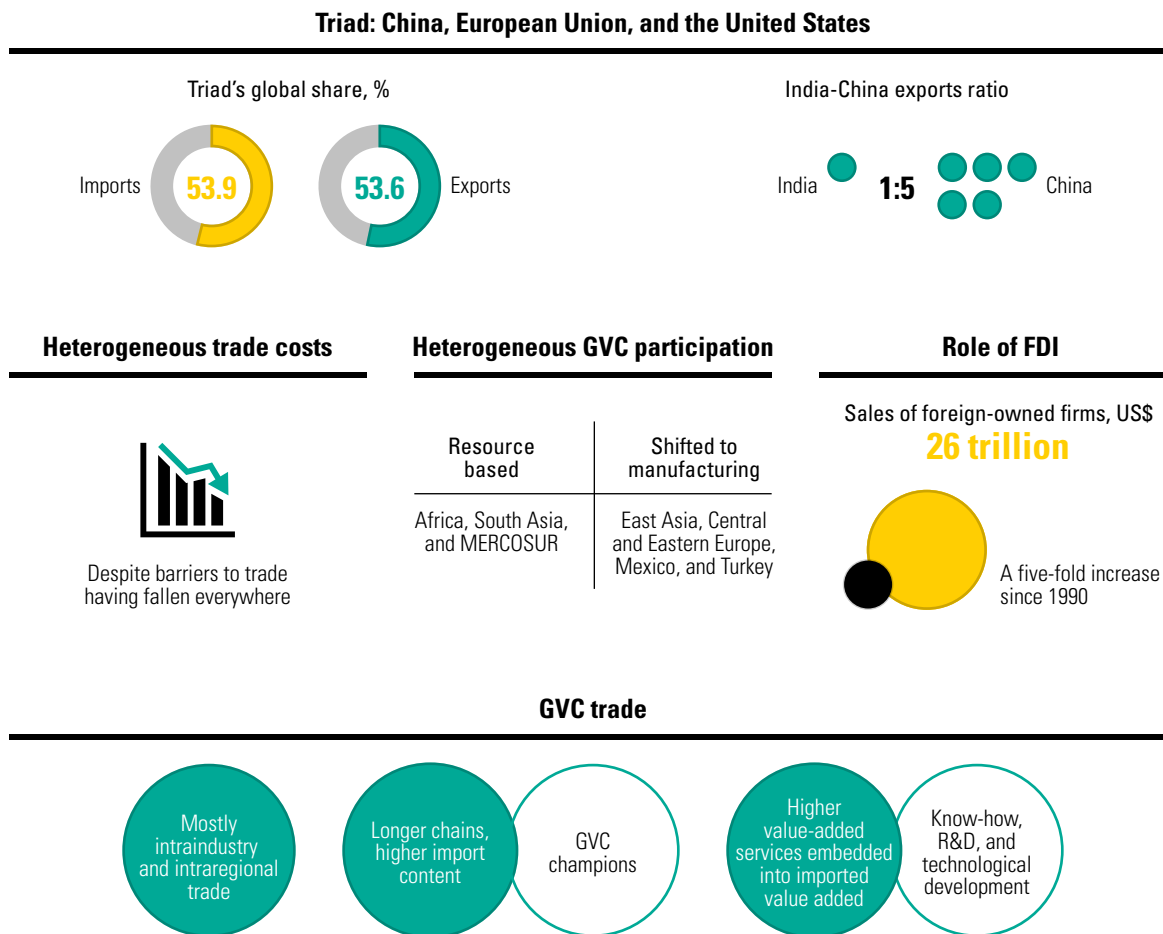 Triad: China, European Union, and the United States
Triad's global share, %
Imports
53.9
53.6
Exports
India-China exports ratio
India
1:5
China
Heterogeneous trade costs
Despite barriers to trade
having fallen everywhere
Heterogeneous GVC participation
Resource
based
Shifted to
manufacturing
Africa, South Asia,
and MERCOSUR
East Asia, Central
and Eastern Europe,
Mexico, and Turkey
Role of FDI
Sales of foreign-owned firms, US$
26 trillion
A five-fold increase
since 1990
GVC trade
Mostly
intraindustry
and intraregional
trade
Longer chains,
higher import
content
GVC
champions
Higher
value-added
services embedded
into imported
value added
Know-how,
R&D, and
technological
development